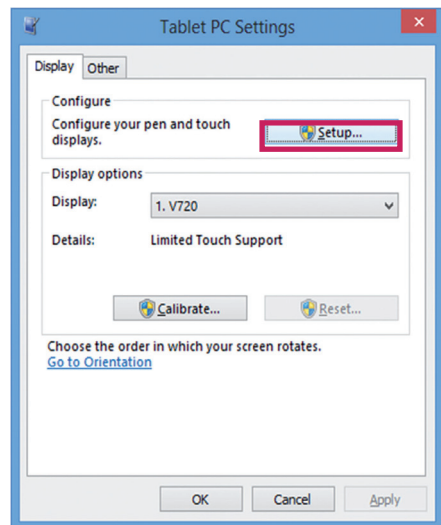 Tablet PC Settings
Display Other
Configure
Configure your pen and touch
displays.
Setup...
Display options
Display: 1. V720
Details: Limited Touch Support
Calibrate... Reset...
Choose the order in which your screen rotates.
Go to Orientation
OK Cancel Apply